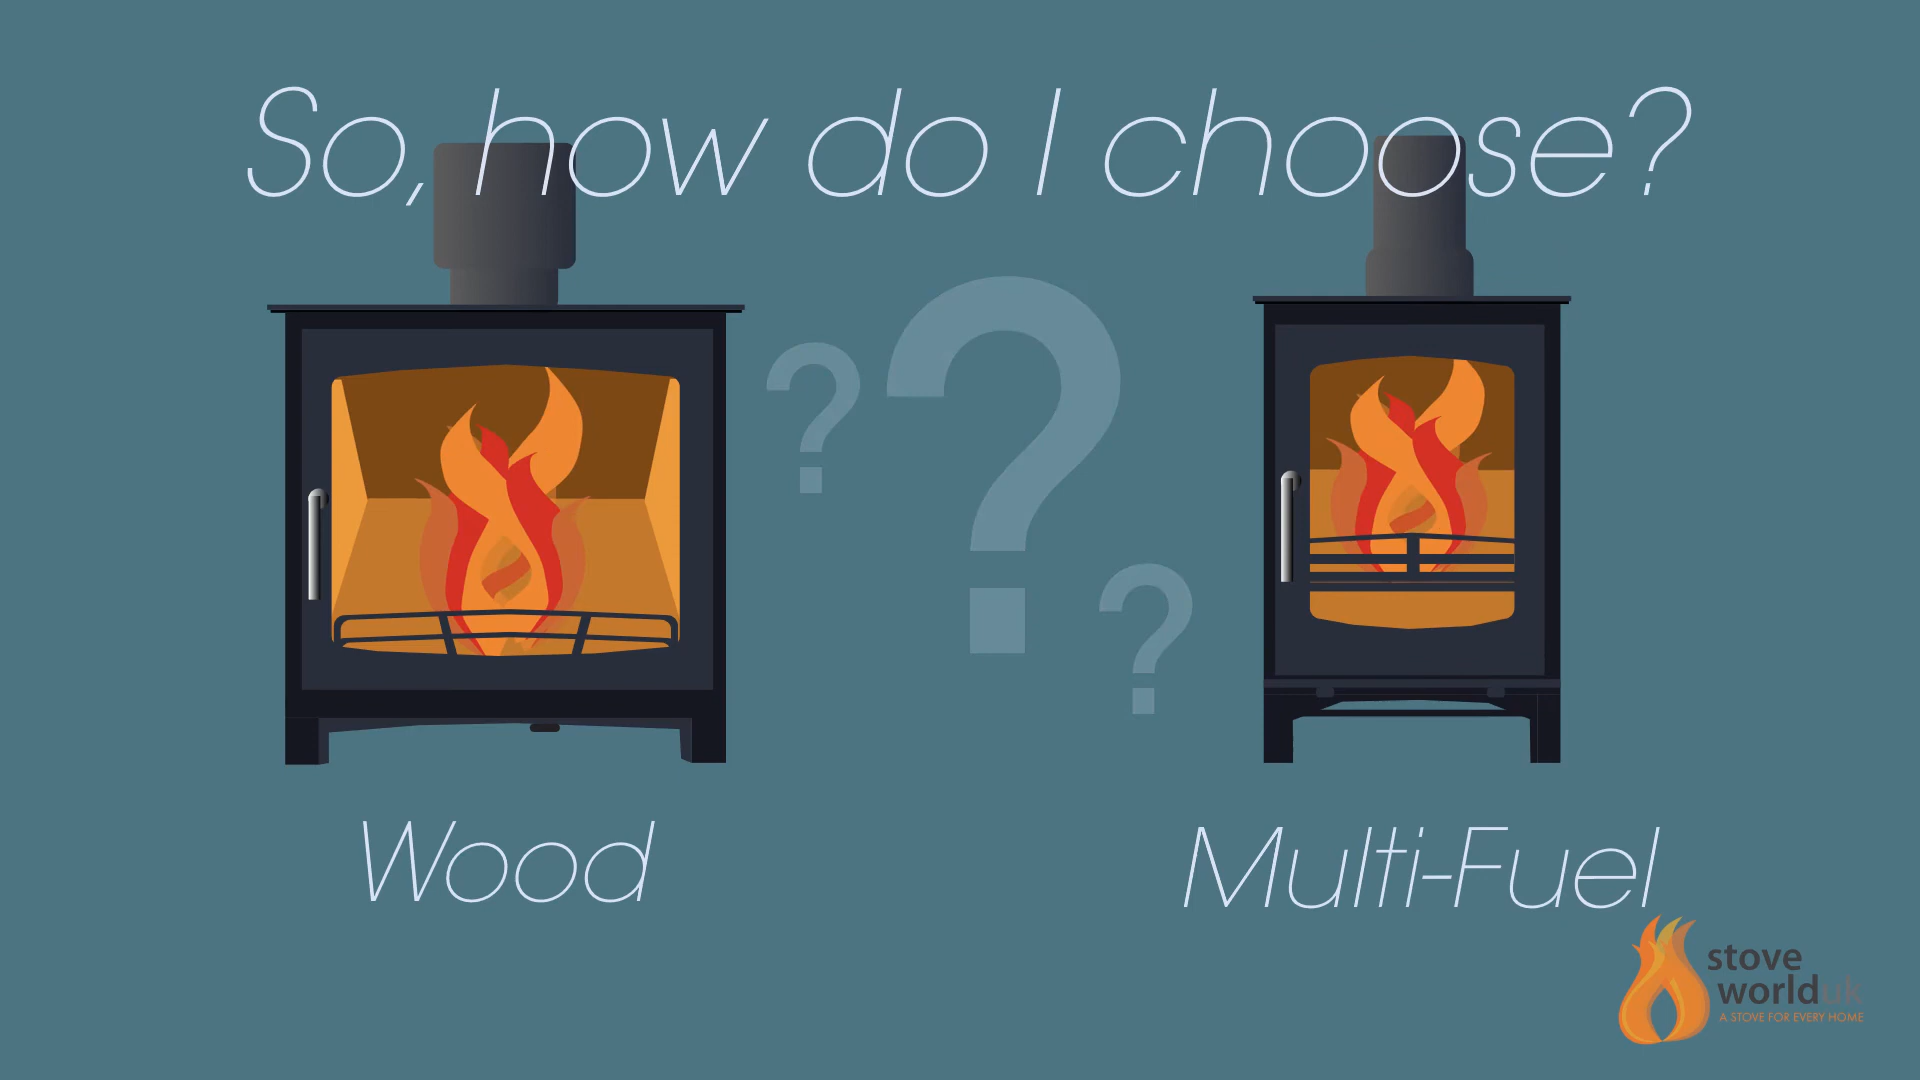 So, how do I choose?
? ? ?
Wood
Multi-Fuel
stove
worlduk
A STOVE FOR EVERY HOME